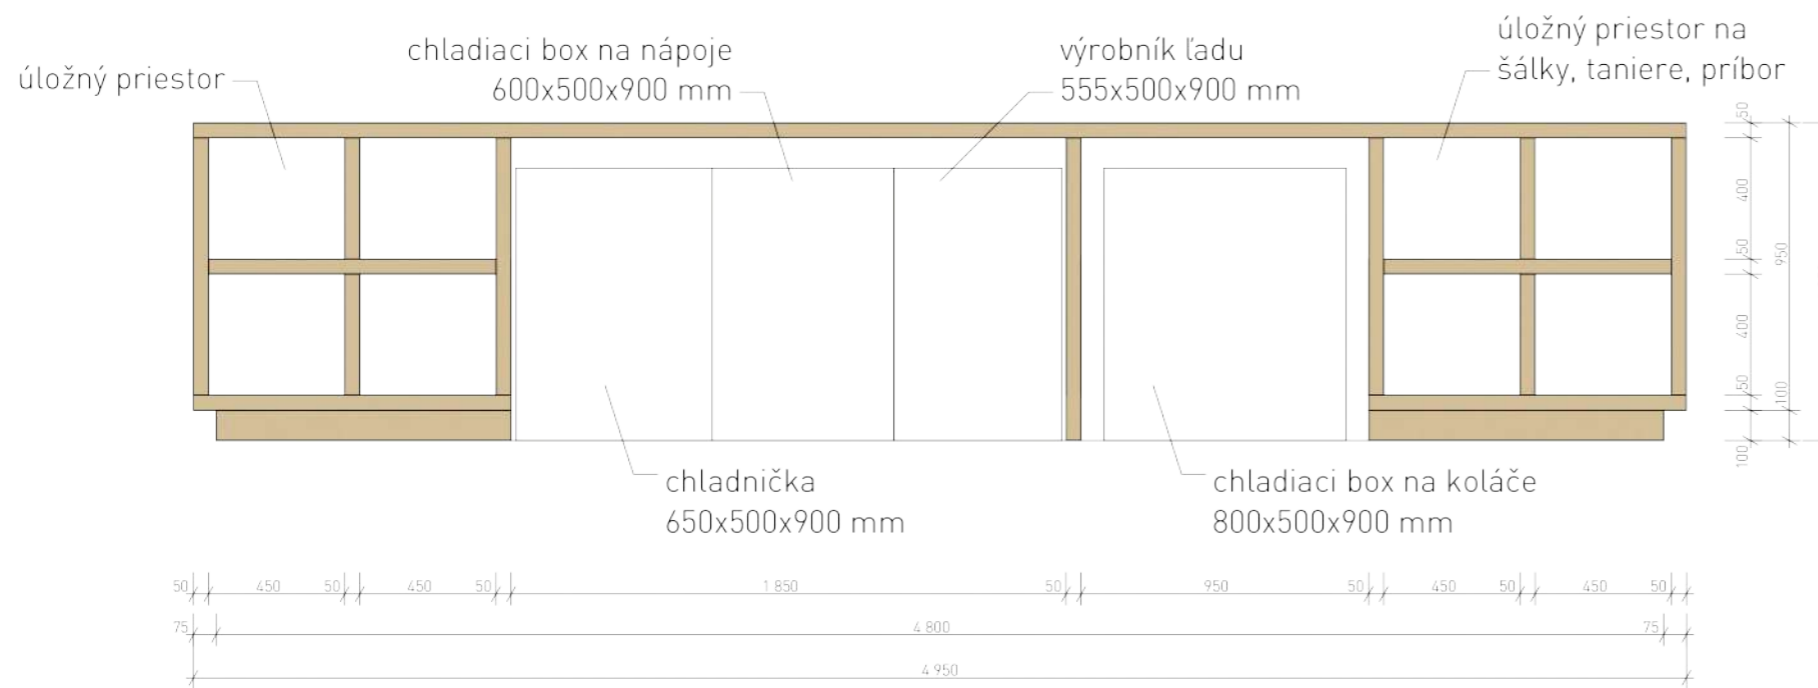 úložný priestor
chladiaci box na nápoje
600x500x900 mm
výrobník ľadu
555x500x900 mm
úložný priestor na
šálky, taniere, príbor
50
400
50
950
400
50
100
100
chladnička
650x500x900 mm
chladiaci box na koláče
800x500x900 mm
50 450 50 450 50 1 850 50 950 50 450 50 450 50
75 4 800 75
4 950